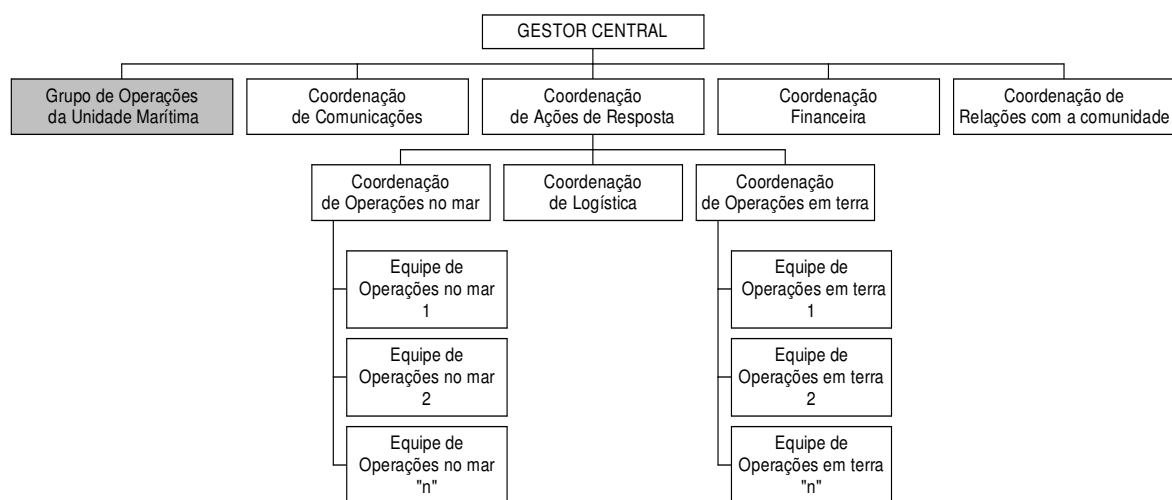 GESTOR CENTRAL
Grupo de Operações
da Unidade Marítima
Coordenação
de Comunicações
Coordenação
de Ações de Resposta
Coordenação
Financeira
Coordenação de
Relações com a comunidade
Coordenação
de Operações no mar
Coordenação
de Logística
Coordenação
de Operações em terra
Equipe de
Operações no mar
1
Equipe de
Operações em terra
1
Equipe de
Operações no mar
2
Equipe de
Operações em terra
2
Equipe de
Operações no mar
"n"
Equipe de
Operações em terra
"n"